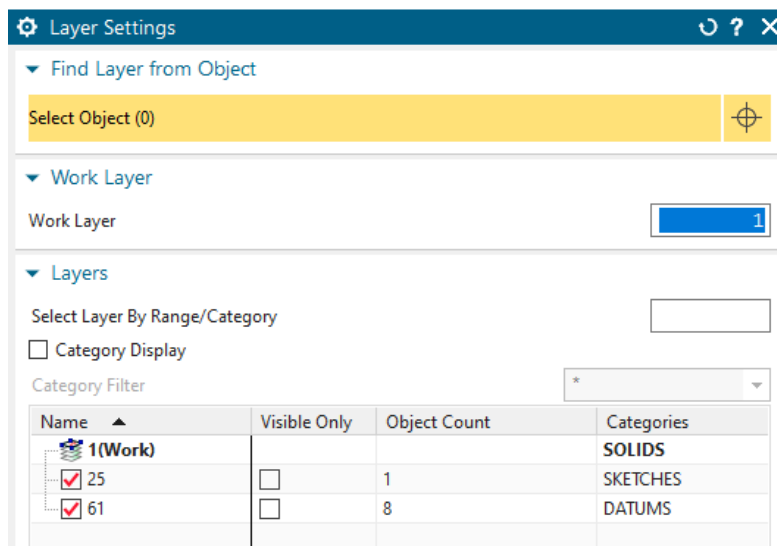 Layer Settings ?
Find Layer from Object
Select Object (0)
Work Layer
Work Layer 1
Layers
Select Layer By Range/Category
Category Display
Category Filter *
Name Visible Only Object Count Categories
1(Work) SOLIDS
25 1 SKETCHES
61 8 DATUMS